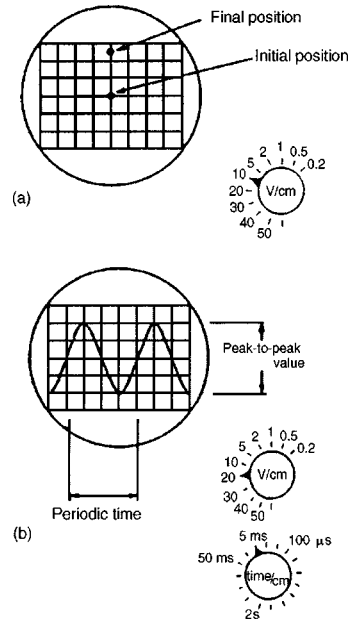 Final position
Initial position
(a)
1
2
0.5
5
0.2
10
V/cm
20
30
40
50
Peak-to-peak
value
1
2
0.5
5
0.2
10
V/cm
20
30
40
50
Periodic time
(b)
5 ms
100 µs
50 ms
time/cm
2s